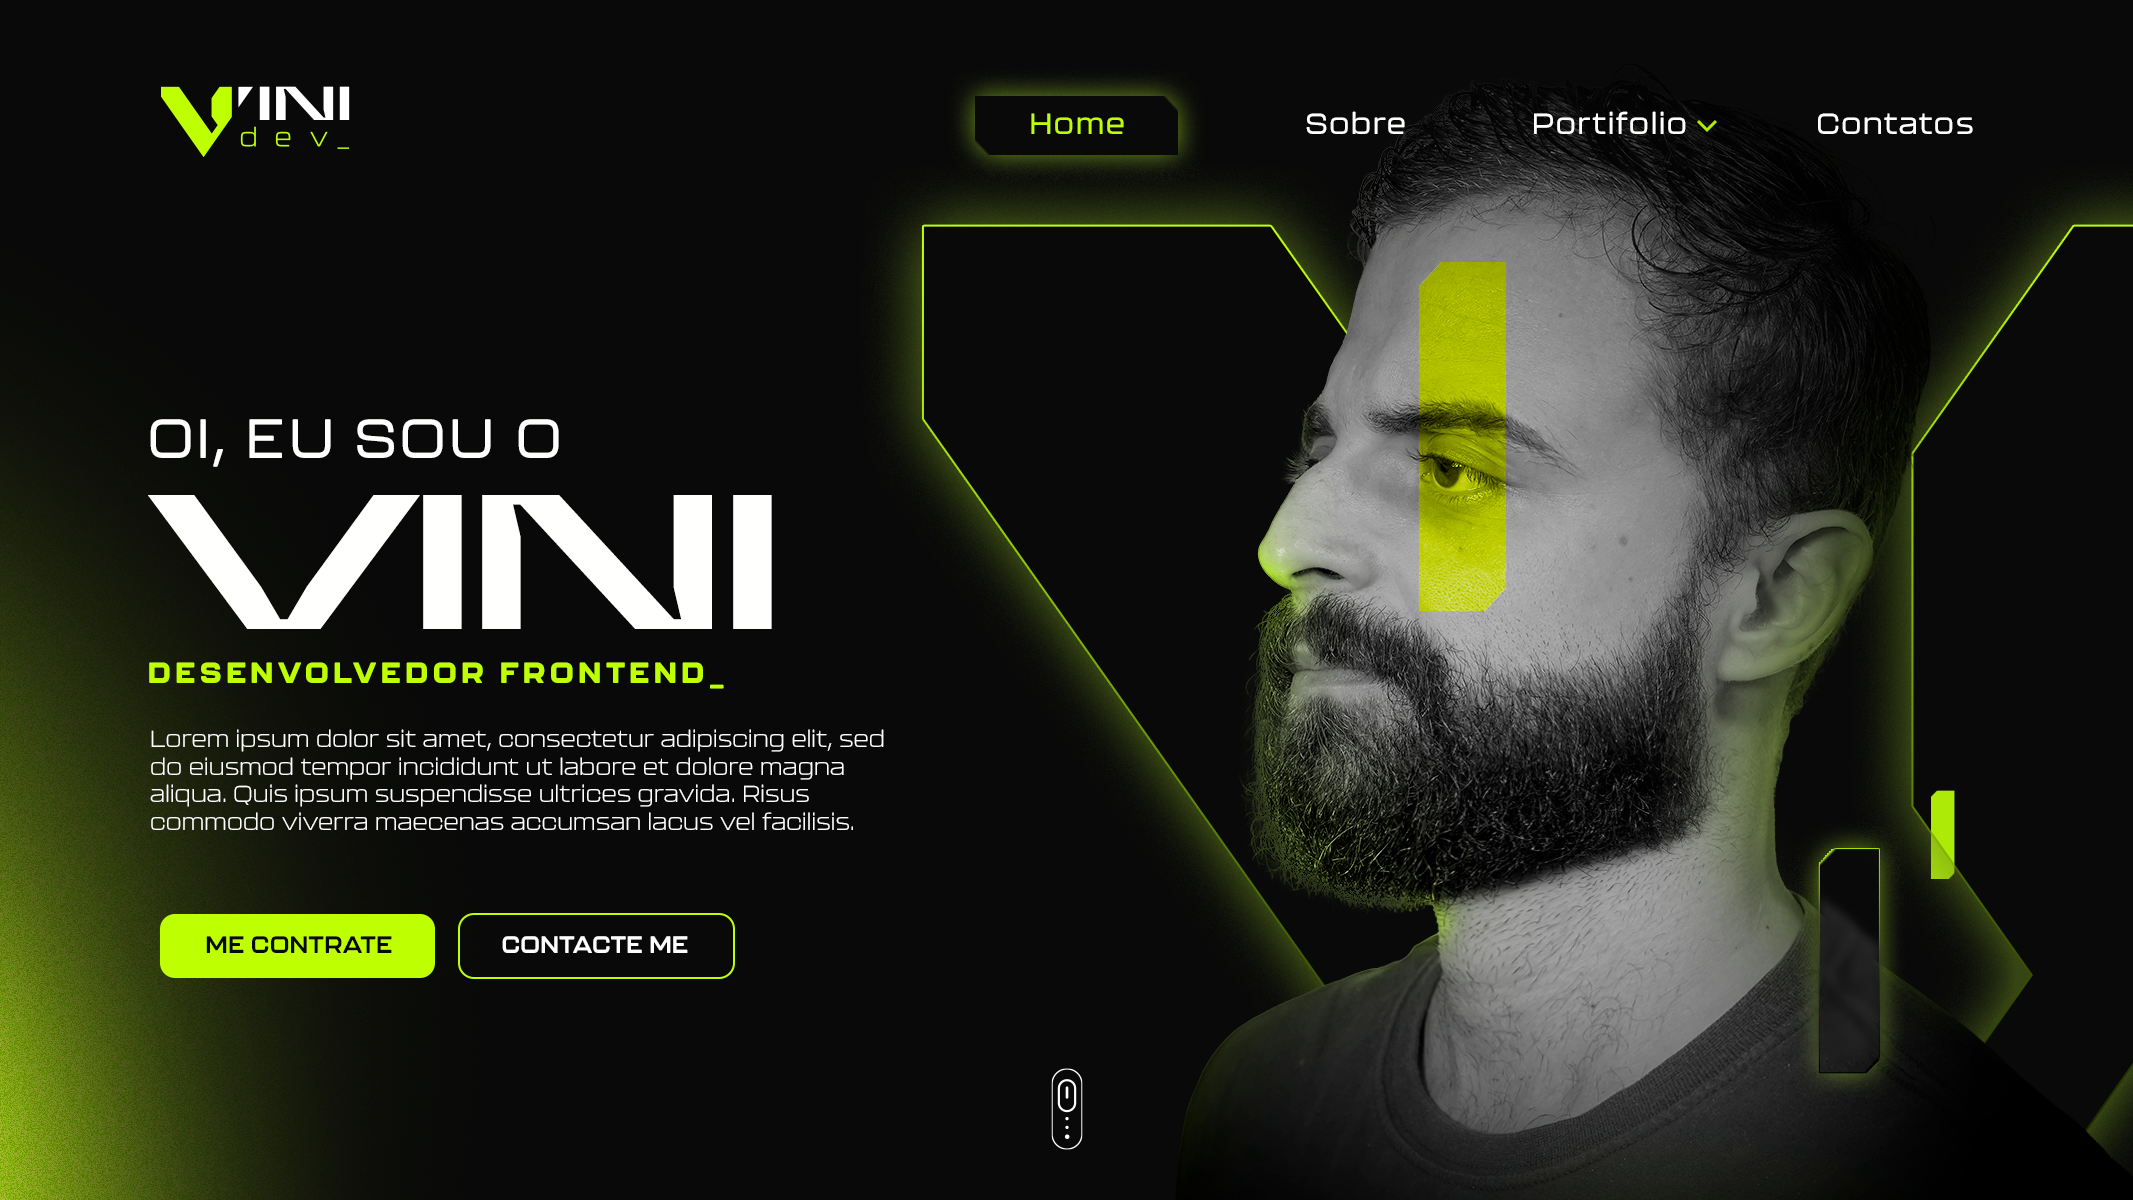 VINI
dev_
Home
Sobre
Portifolio
Contatos
OI, EU SOU O
VINI
DESENVOLVEDOR FRONTEND_
Lorem ipsum dolor sit amet, consectetur adipiscing elit, sed
do eiusmod tempor incididunt ut labore et dolore magna
aliqua. Quis ipsum suspendisse ultrices gravida. Risus
commodo viverra maecenas accumsan lacus vel facilisis.
ME CONTRATE
CONTACTE ME